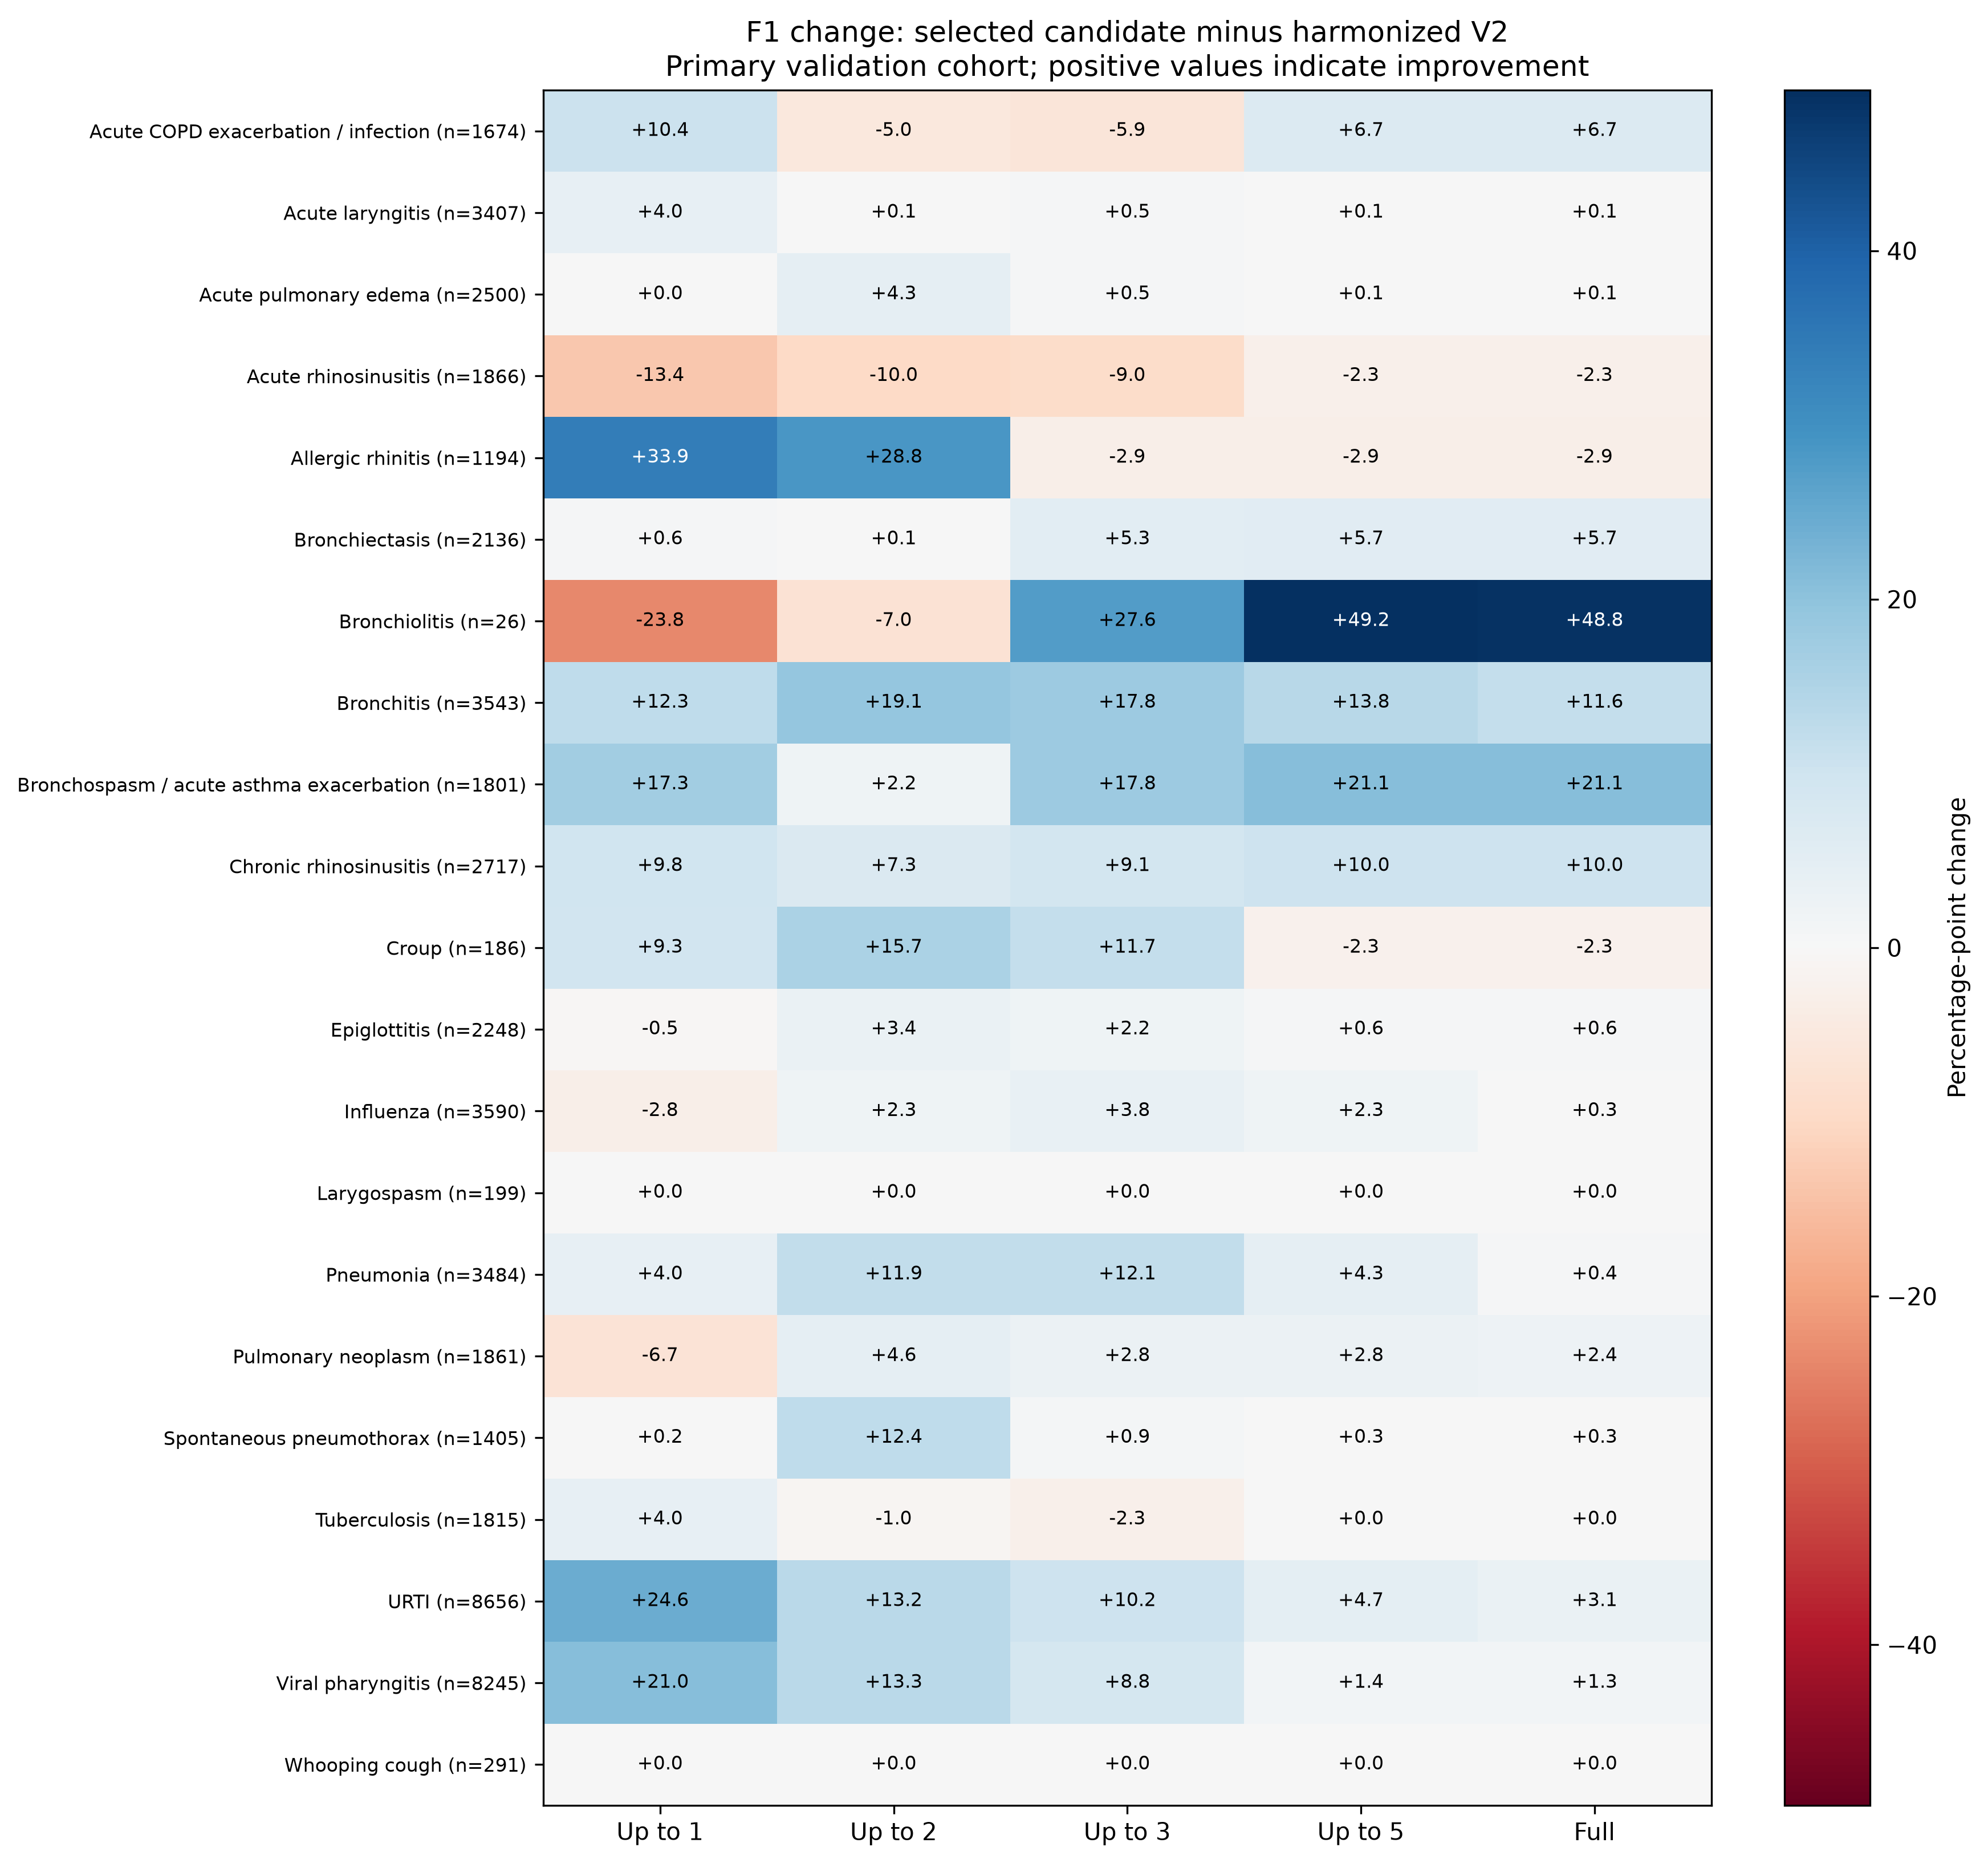 F1 change: selected candidate minus harmonized V2
Primary validation cohort; positive values indicate improvement
Acute COPD exacerbation / infection (n=1674) +10.4 -5.0 -5.9 +6.7 +6.7
Acute laryngitis (n=3407) +4.0 +0.1 +0.5 +0.1 +0.1
Acute pulmonary edema (n=2500) +0.0 +4.3 +0.5 +0.1 +0.1
Acute rhinosinusitis (n=1866) -13.4 -10.0 -9.0 -2.3 -2.3
Allergic rhinitis (n=1194) +33.9 +28.8 -2.9 -2.9 -2.9
Bronchiectasis (n=2136) +0.6 +0.1 +5.3 +5.7 +5.7
Bronchiolitis (n=26) -23.8 -7.0 +27.6 +49.2 +48.8
Bronchitis (n=3543) +12.3 +19.1 +17.8 +13.8 +11.6
Bronchospasm / acute asthma exacerbation (n=1801) +17.3 +2.2 +17.8 +21.1 +21.1
Chronic rhinosinusitis (n=2717) +9.8 +7.3 +9.1 +10.0 +10.0
Croup (n=186) +9.3 +15.7 +11.7 -2.3 -2.3
Epiglottitis (n=2248) -0.5 +3.4 +2.2 +0.6 +0.6
Influenza (n=3590) -2.8 +2.3 +3.8 +2.3 +0.3
Larygospasm (n=199) +0.0 +0.0 +0.0 +0.0 +0.0
Pneumonia (n=3484) +4.0 +11.9 +12.1 +4.3 +0.4
Pulmonary neoplasm (n=1861) -6.7 +4.6 +2.8 +2.8 +2.4
Spontaneous pneumothorax (n=1405) +0.2 +12.4 +0.9 +0.3 +0.3
Tuberculosis (n=1815) +4.0 -1.0 -2.3 +0.0 +0.0
URTI (n=8656) +24.6 +13.2 +10.2 +4.7 +3.1
Viral pharyngitis (n=8245) +21.0 +13.3 +8.8 +1.4 +1.3
Whooping cough (n=291) +0.0 +0.0 +0.0 +0.0 +0.0
Up to 1 Up to 2 Up to 3 Up to 5 Full
40
20
0
−20
−40
Percentage-point change